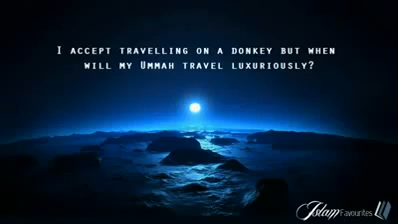 I accept travelling on a donkey but when
will my Ummah travel luxuriously?
Islam Favourites